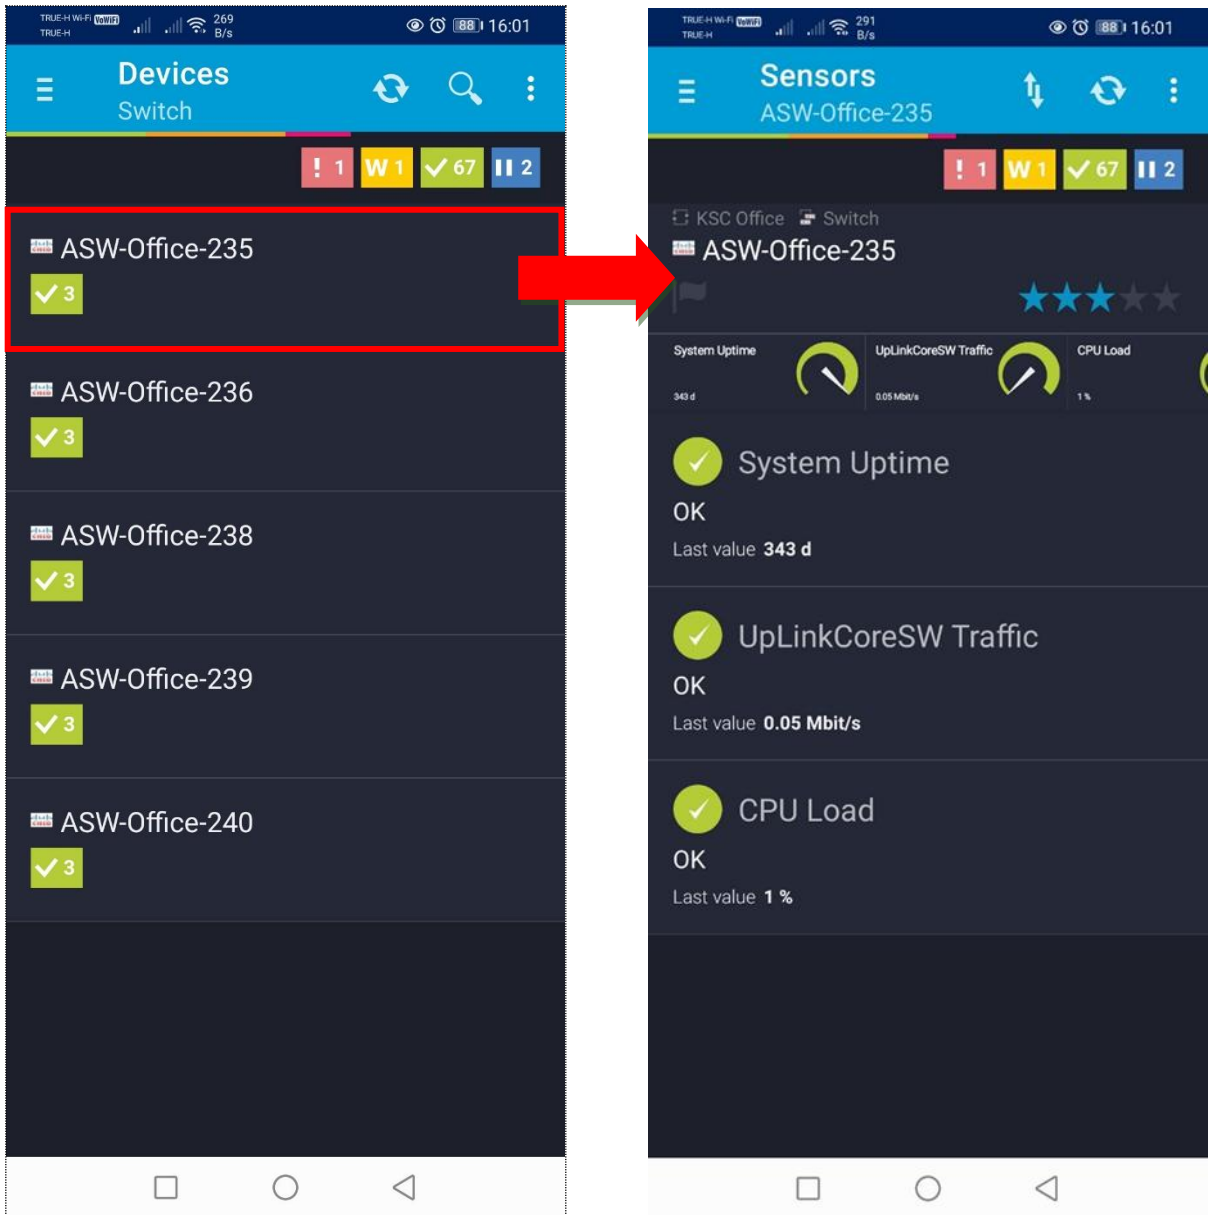 TRUE-H Wi-Fi VoWiFi 269
TRUE-H B/s 88 16:01
Devices
Switch
! 1 W 1 67 2
ASW-Office-235
3
ASW-Office-236
3
ASW-Office-238
3
ASW-Office-239
3
ASW-Office-240
3
TRUE-H Wi-Fi VoWiFi 291
TRUE-H B/s 88 16:01
Sensors
ASW-Office-235
! 1 W 1 67 2
KSC Office Switch
ASW-Office-235
System Uptime UpLinkCoreSW Traffic CPU Load
343 d 0.05 Mbit/s 1 %
System Uptime
OK
Last value 343 d
UpLinkCoreSW Traffic
OK
Last value 0.05 Mbit/s
CPU Load
OK
Last value 1 %